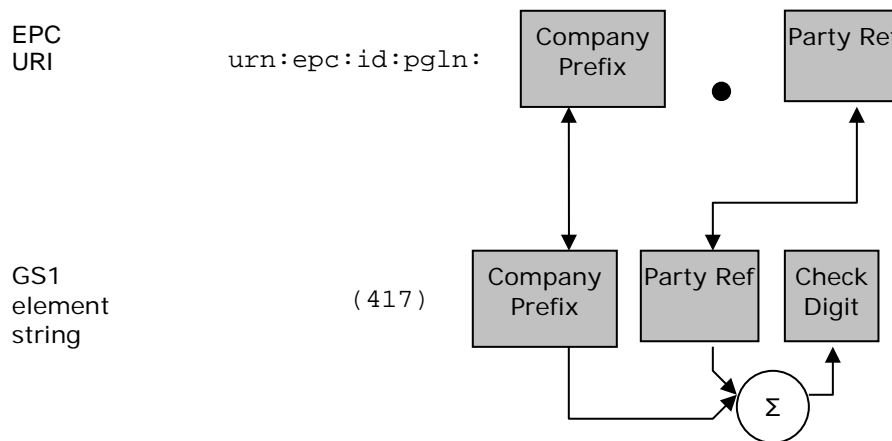 EPC
URI
urn:epc:id:pgln:
Company
Prefix
Party Ref
GS1
element
string
(417)
Company
Prefix
Party Ref
Check
Digit
Σ